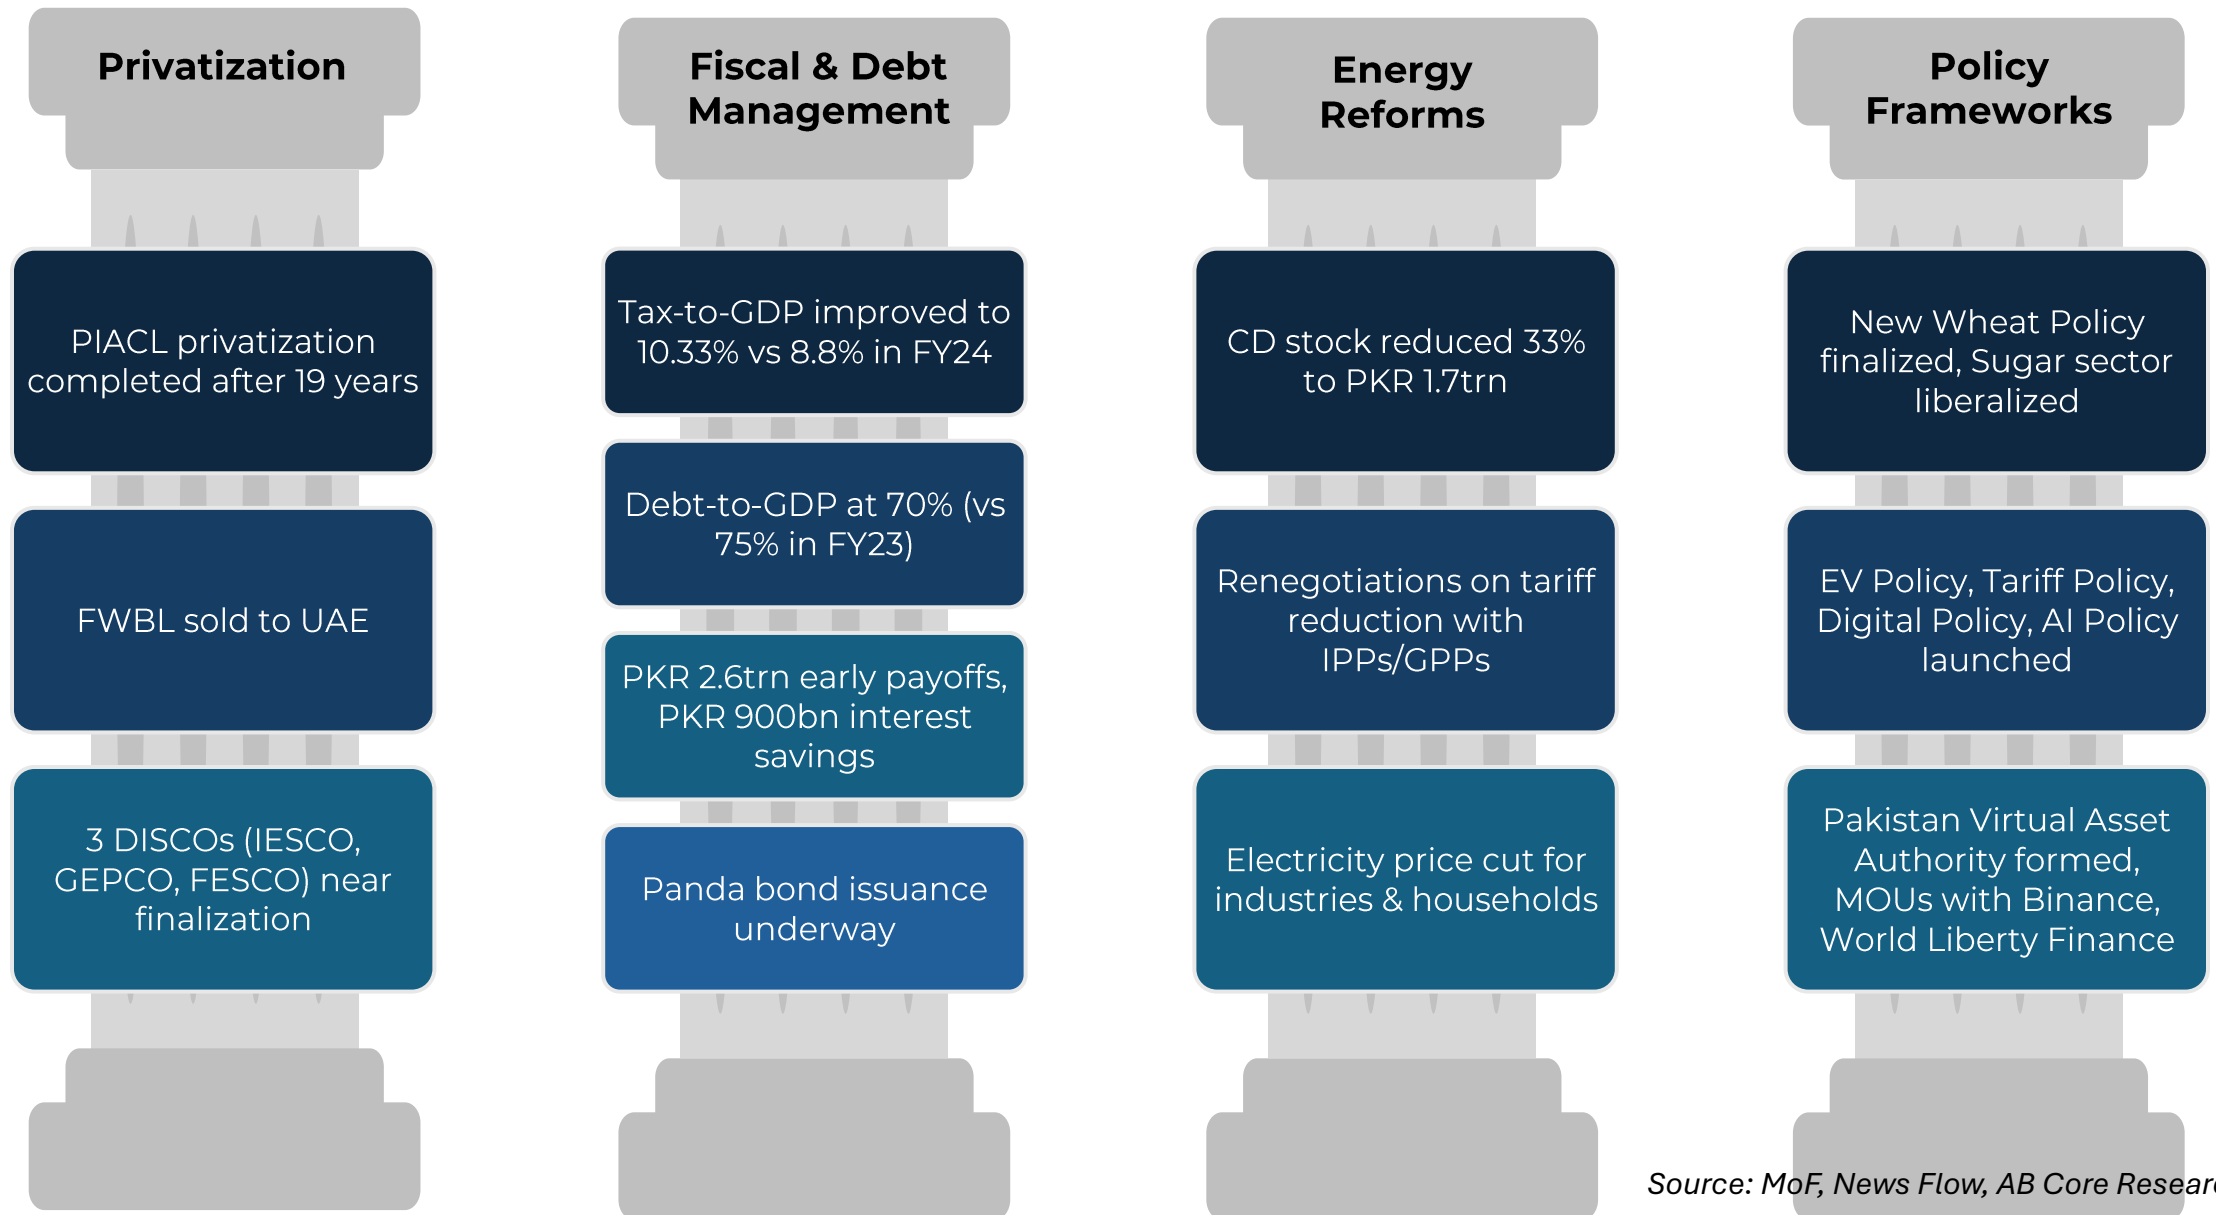 Privatization
PIACL privatization
completed after 19 years
FWBL sold to UAE
3 DISCOs (IESCO,
GEPCO, FESCO) near
finalization
Fiscal & Debt
Management
Tax-to-GDP improved to
10.33% vs 8.8% in FY24
Debt-to-GDP at 70% (vs
75% in FY23)
PKR 2.6trn early payoffs,
PKR 900bn interest
savings
Panda bond issuance
underway
Energy
Reforms
CD stock reduced 33%
to PKR 1.7trn
Renegotiations on tariff
reduction with
IPPs/GPPs
Electricity price cut for
industries & households
Policy
Frameworks
New Wheat Policy
finalized, Sugar sector
liberalized
EV Policy, Tariff Policy,
Digital Policy, AI Policy
launched
Pakistan Virtual Asset
Authority formed,
MOUs with Binance,
World Liberty Finance
Source: MoF, News Flow, AB Core